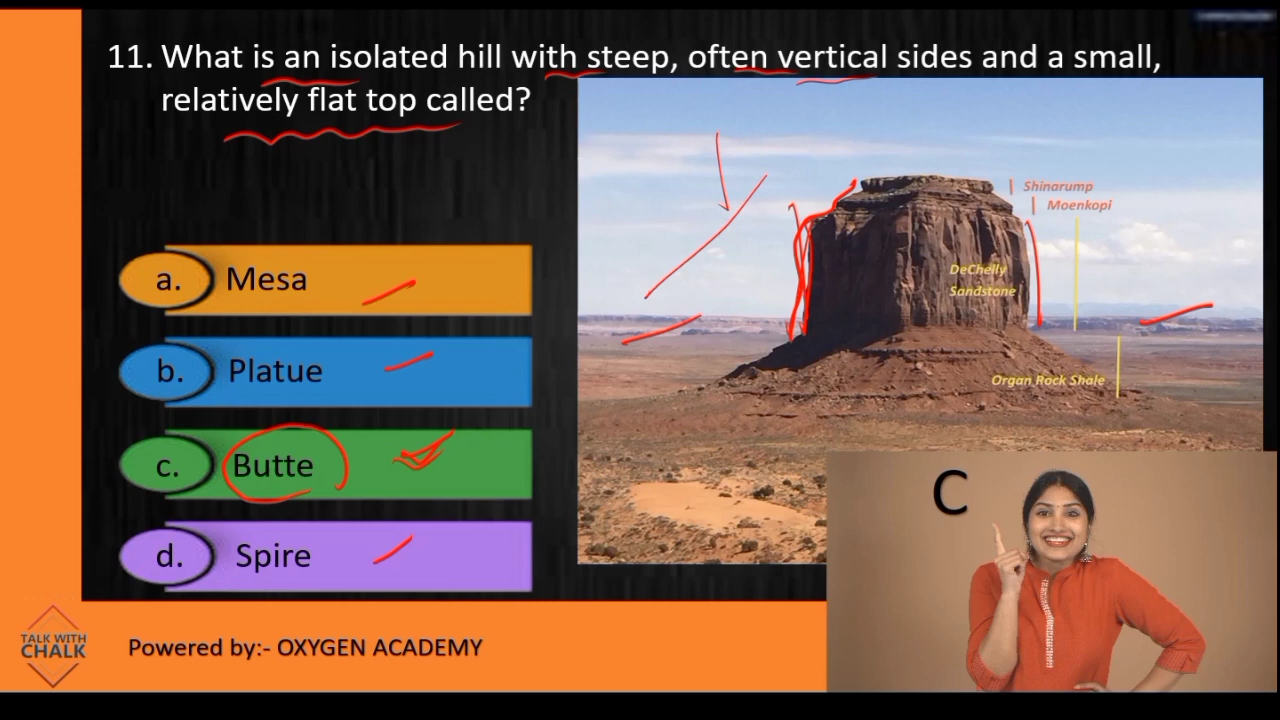 11. What is an isolated hill with steep, often vertical sides and a small,
relatively flat top called?
a. Mesa
b. Platue
c. Butte
d. Spire
Shinarump
Moenkopi
DeChelly
Sandstone
Organ Rock Shale
C
TALK WITH
CHALK
Powered by:- OXYGEN ACADEMY